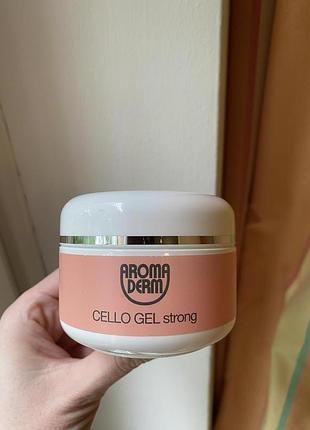 AROMA
DERM
CELLO GEL strong